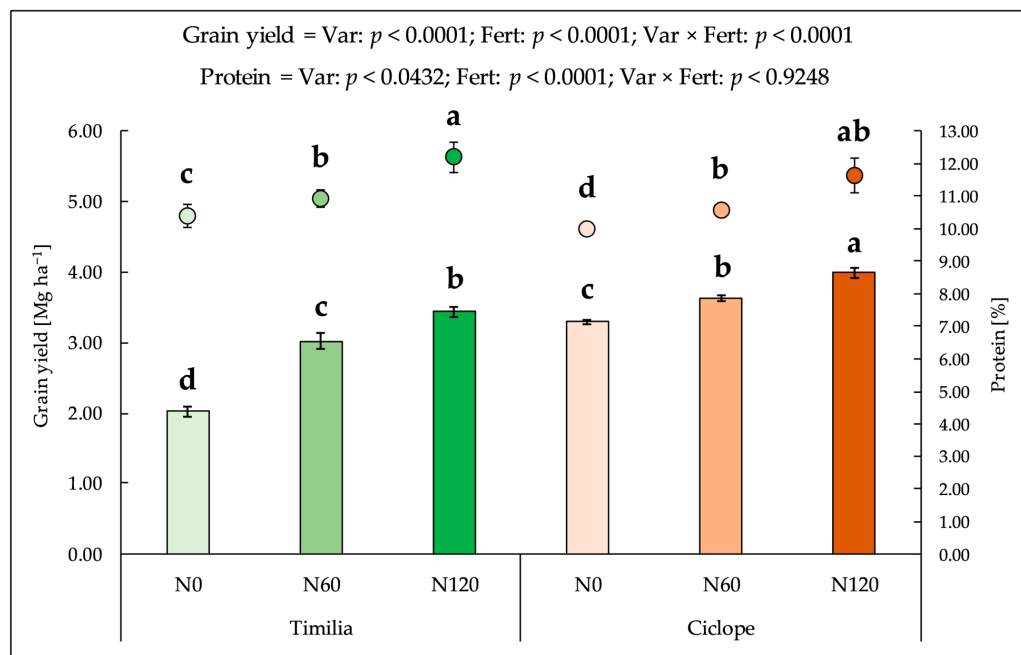 Grain yield = Var: p < 0.0001; Fert: p < 0.0001; Var × Fert: p < 0.0001
Protein = Var: p < 0.0432; Fert: p < 0.0001; Var × Fert: p < 0.9248
Grain yield [Mg ha⁻¹]
6.00
5.00
4.00
3.00
2.00
1.00
0.00
c
b
a
d
b
ab
d
c
b
c
b
a
13.00
12.00
11.00
10.00
9.00
8.00
7.00
6.00
5.00
4.00
3.00
2.00
1.00
0.00
Protein [%]
N0 N60 N120 N0 N60 N120
Timilia Ciclope